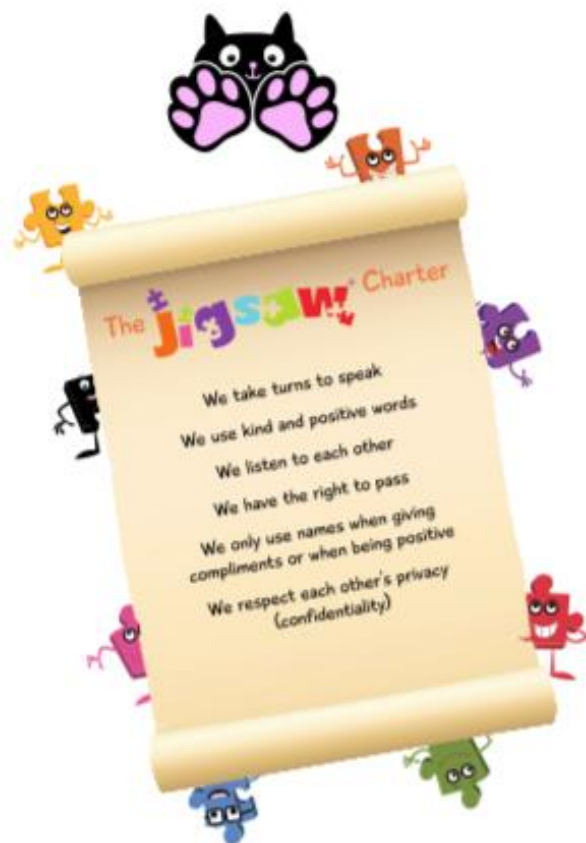 The Jigsaw Charter
We take turns to speak
We use kind and positive words
We listen to each other
We have the right to pass
We only use names when giving
compliments or when being positive
We respect each other's privacy
(confidentiality)